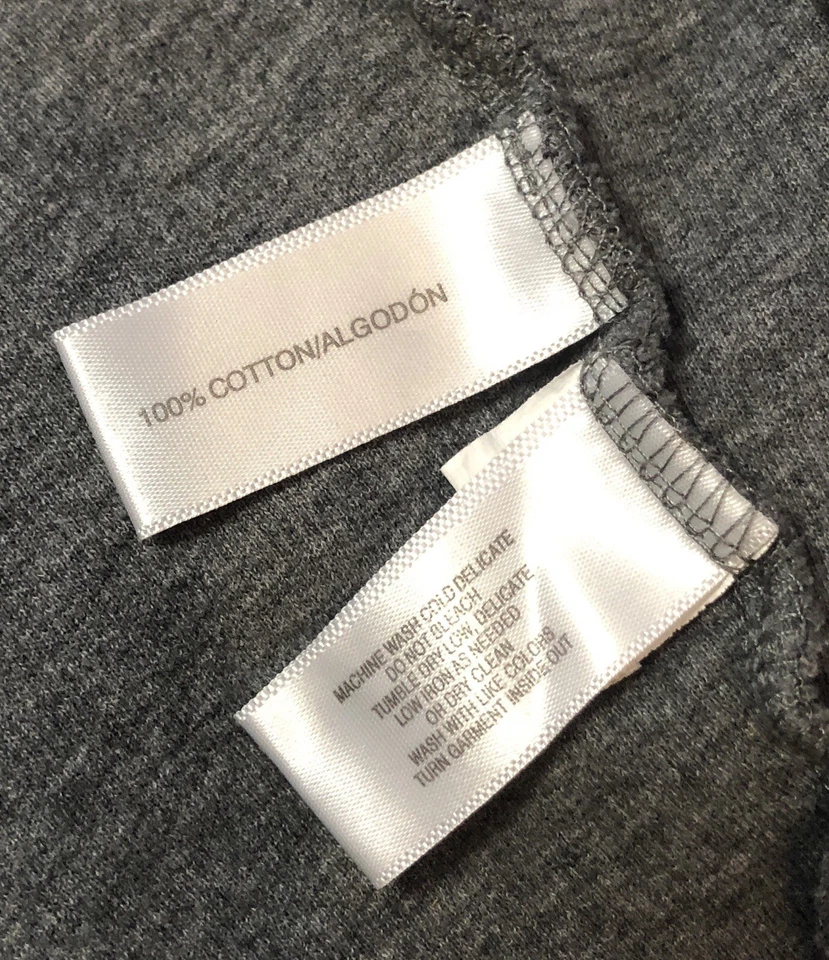 100% COTTON/ALGODÓN
MACHINE WASH COLD DELICATE
DO NOT BLEACH
TUMBLE DRY LOW, DELICATE
LOW IRON AS NEEDED
OR DRY CLEAN
WASH WITH LIKE COLORS
TURN GARMENT INSIDE OUT